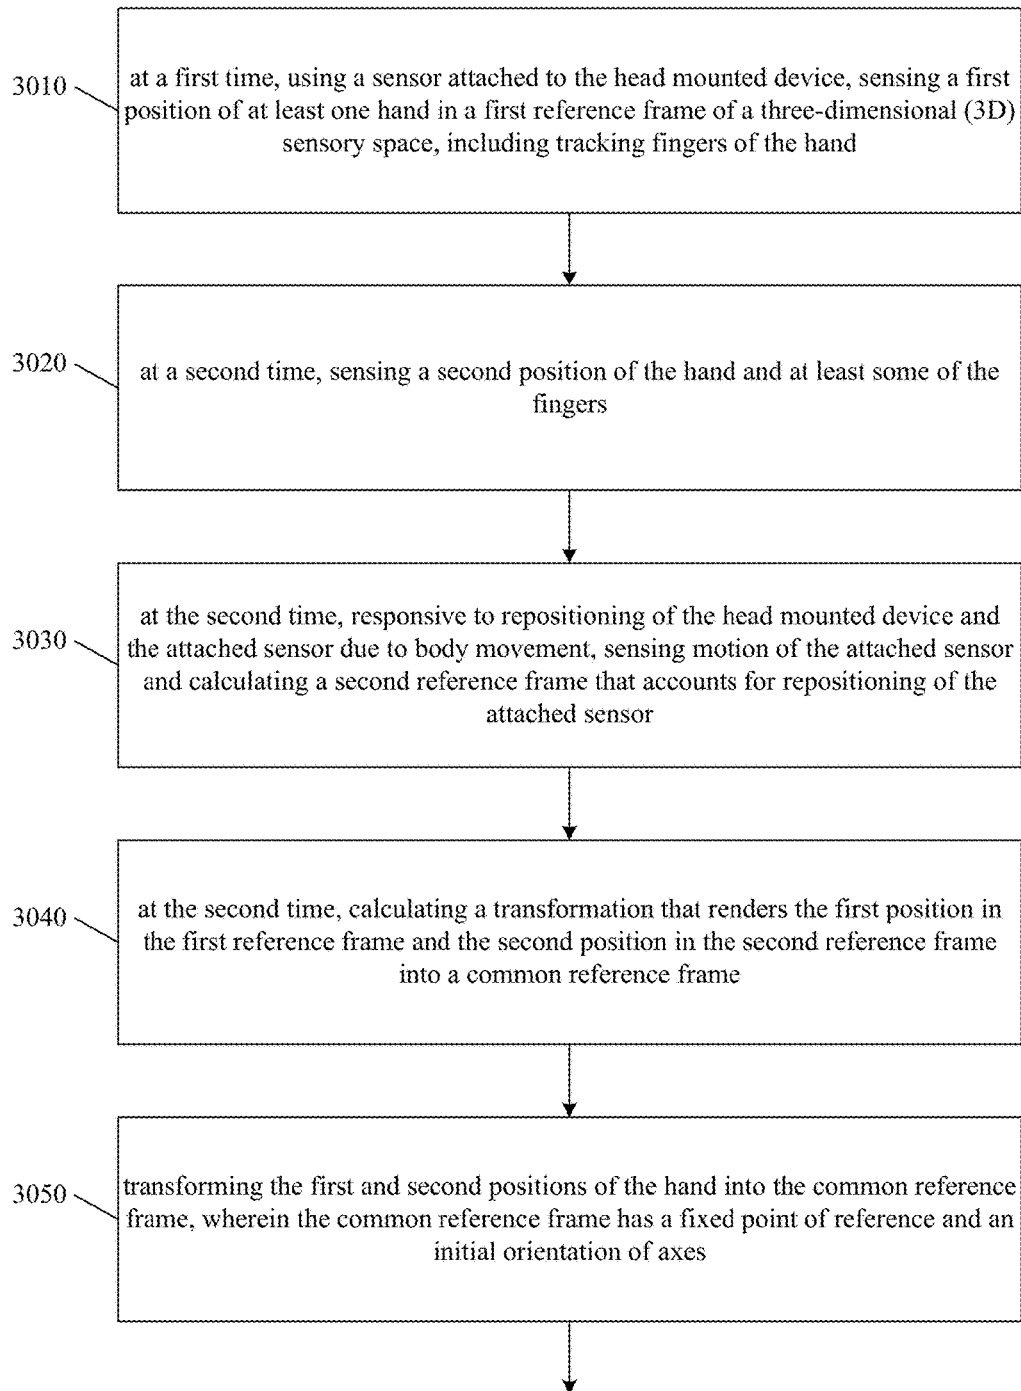 3010
at a first time, using a sensor attached to the head mounted device, sensing a first
position of at least one hand in a first reference frame of a three-dimensional (3D)
sensory space, including tracking fingers of the hand
3020
at a second time, sensing a second position of the hand and at least some of the
fingers
3030
at the second time, responsive to repositioning of the head mounted device and
the attached sensor due to body movement, sensing motion of the attached sensor
and calculating a second reference frame that accounts for repositioning of the
attached sensor
3040
at the second time, calculating a transformation that renders the first position in
the first reference frame and the second position in the second reference frame
into a common reference frame
3050
transforming the first and second positions of the hand into the common reference
frame, wherein the common reference frame has a fixed point of reference and an
initial orientation of axes